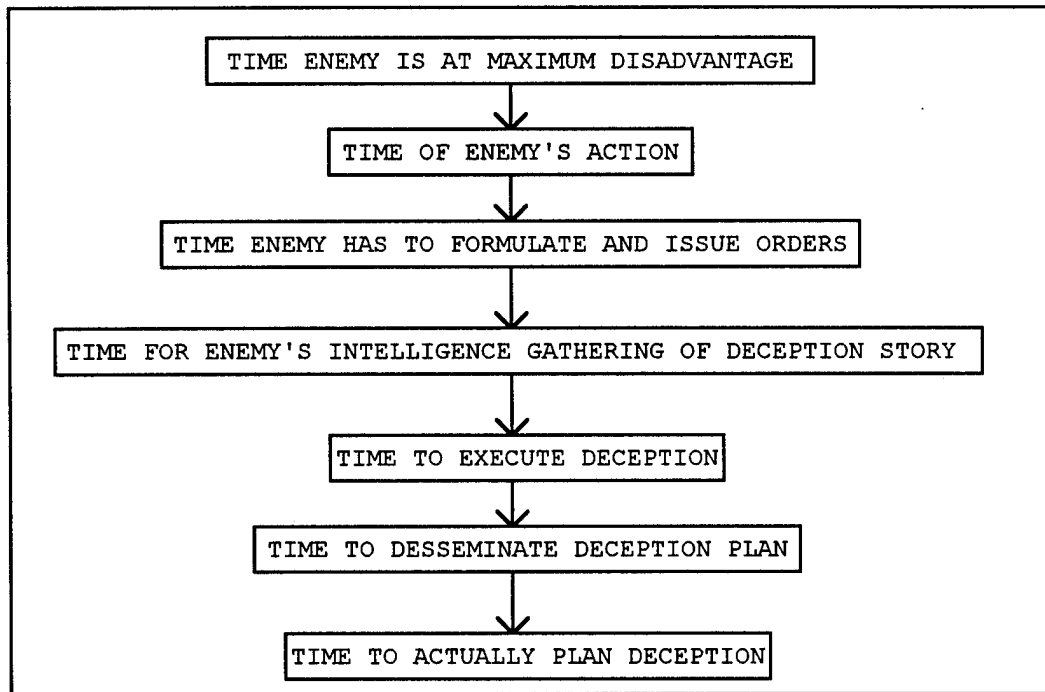 TIME ENEMY IS AT MAXIMUM DISADVANTAGE
TIME OF ENEMY'S ACTION
TIME ENEMY HAS TO FORMULATE AND ISSUE ORDERS
TIME FOR ENEMY'S INTELLIGENCE GATHERING OF DECEPTION STORY
TIME TO EXECUTE DECEPTION
TIME TO DESSEMINATE DECEPTION PLAN
TIME TO ACTUALLY PLAN DECEPTION